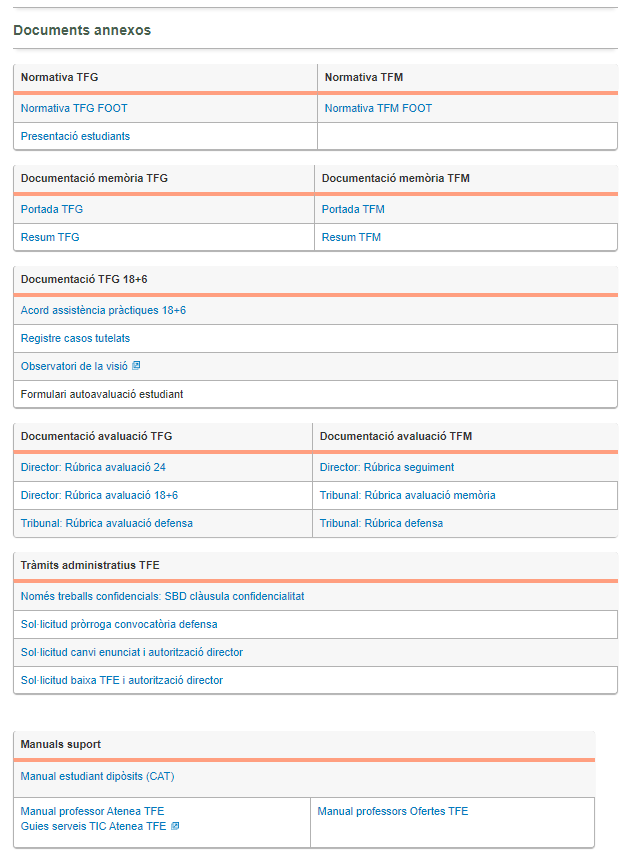 Documents annexos
Normativa TFG
Normativa TFM
Normativa TFG FOOT
Normativa TFM FOOT
Presentació estudiants
Documentació memòria TFG
Documentació memòria TFM
Portada TFG
Portada TFM
Resum TFG
Resum TFM
Documentació TFG 18+6
Acord assistència pràctiques 18+6
Registre casos tutelats
Observatori de la visió
Formulari autoavaluació estudiant
Documentació avaluació TFG
Documentació avaluació TFM
Director: Rúbrica avaluació 24
Director: Rúbrica seguiment
Director: Rúbrica avaluació 18+6
Tribunal: Rúbrica avaluació memòria
Tribunal: Rúbrica avaluació defensa
Tribunal: Rúbrica defensa
Tràmits administratius TFE
Només treballs confidencials: SBD clàusula confidencialitat
Sol·licitud pròrroga convocatòria defensa
Sol·licitud canvi enunciat i autorització director
Sol·licitud baixa TFE i autorització director
Manuals suport
Manual estudiant dipòsits (CAT)
Manual professor Atenea TFE
Guies serveis TIC Atenea TFE
Manual professors Ofertes TFE